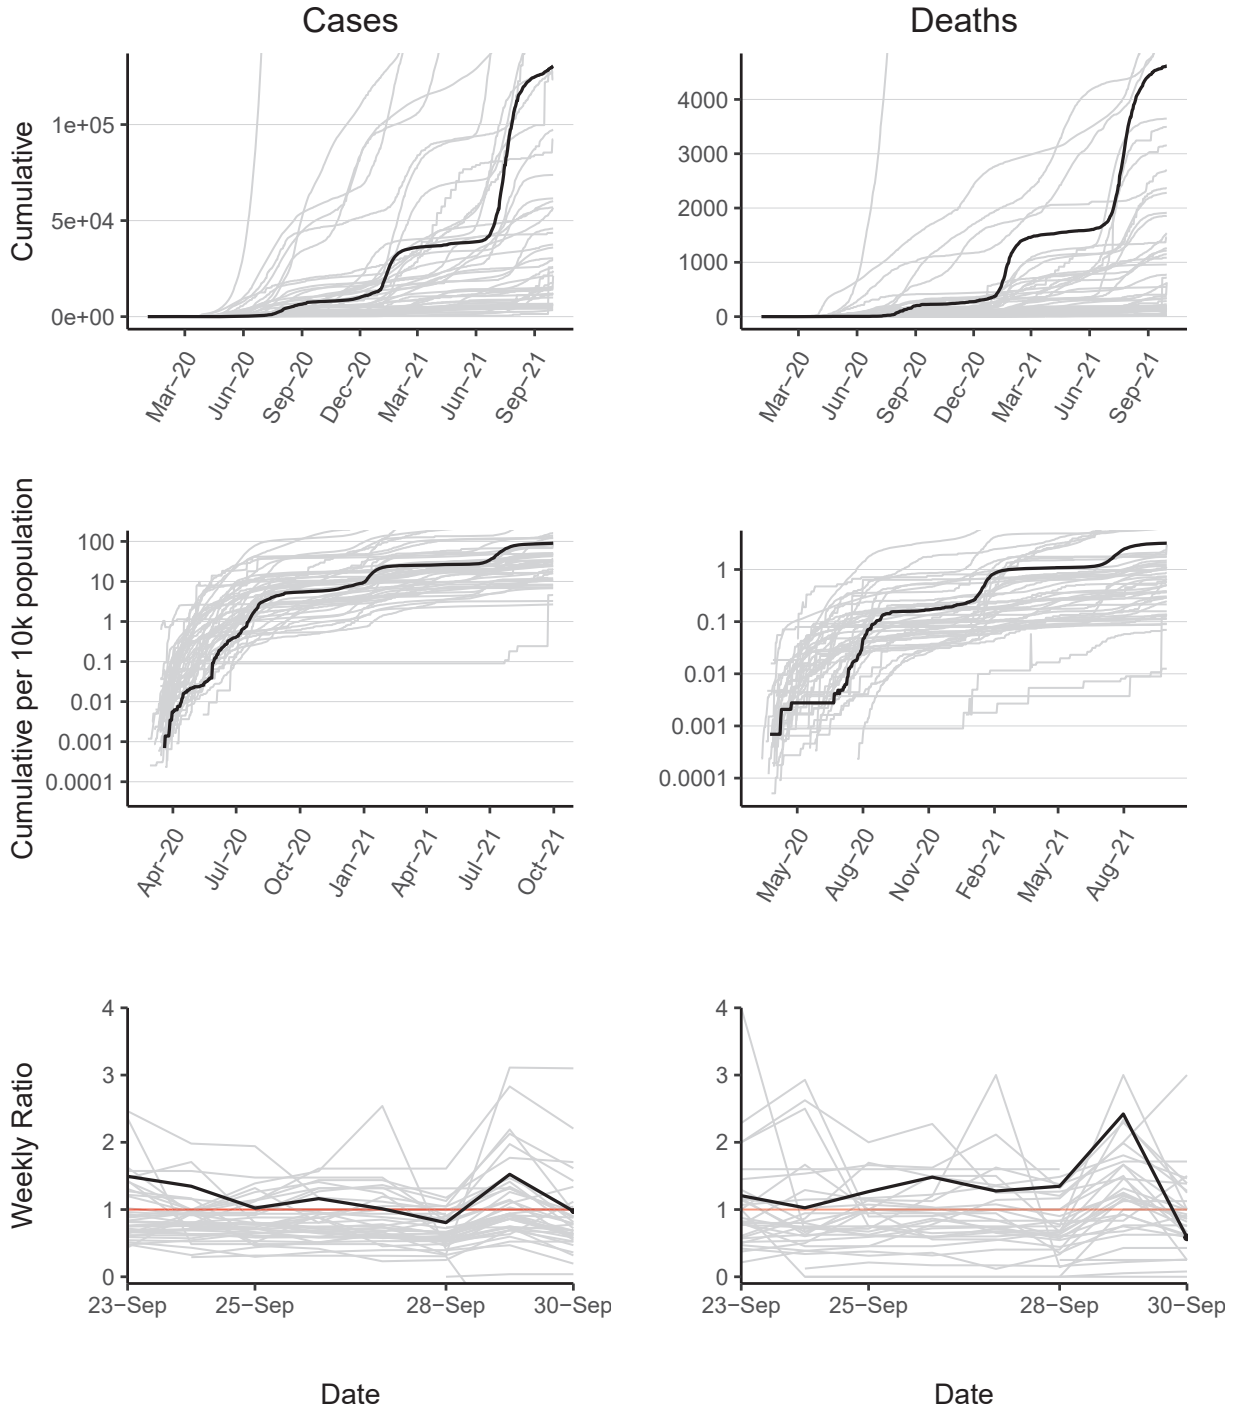 Cases
Deaths
Cumulative
1e+05
5e+04
0e+00
Mar−20
Jun−20
Sep−20
Dec−20
Mar−21
Jun−21
Sep−21
4000
3000
2000
1000
0
Mar−20
Jun−20
Sep−20
Dec−20
Mar−21
Jun−21
Sep−21
Cumulative per 10k population
100
10
1
0.1
0.01
0.001
0.0001
Apr−20
Jul−20
Oct−20
Jan−21
Apr−21
Jul−21
Oct−21
1
0.1
0.01
0.001
0.0001
May−20
Aug−20
Nov−20
Feb−21
May−21
Aug−21
Weekly Ratio
4
3
2
1
0
23−Sep
25−Sep
28−Sep
30−Sep
4
3
2
1
0
23−Sep
25−Sep
28−Sep
30−Sep
Date
Date